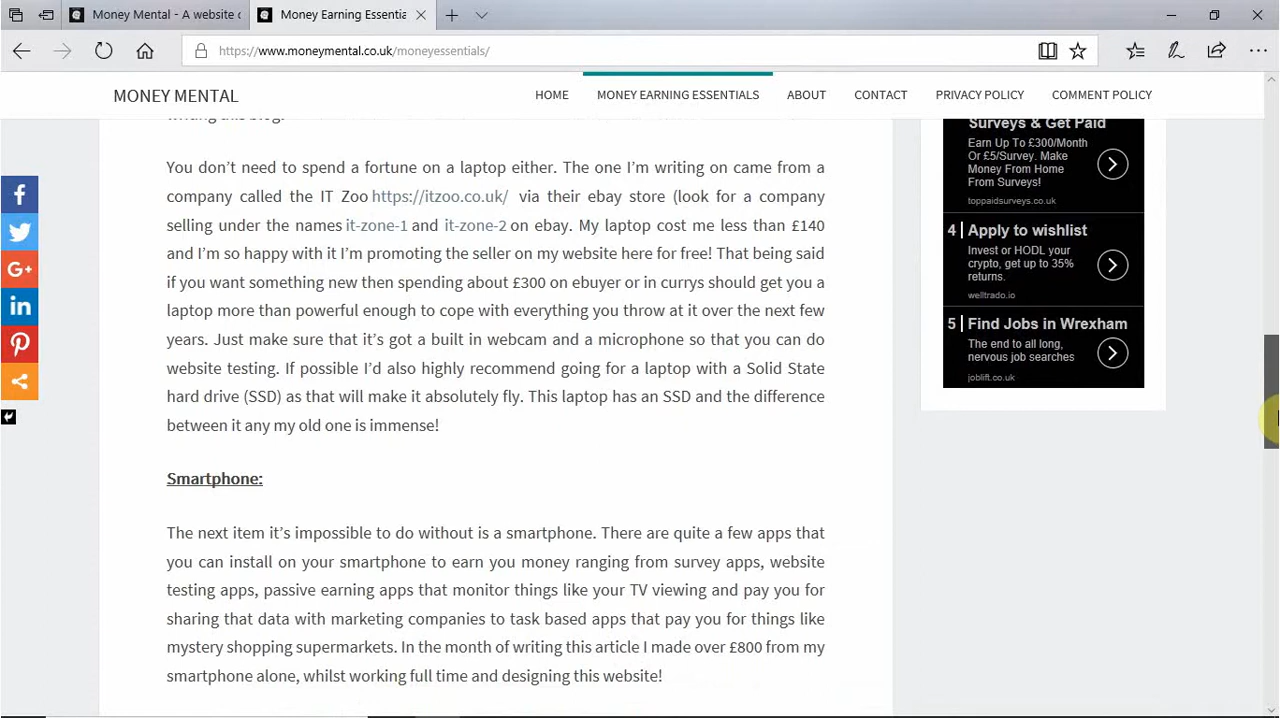 Money Mental - A website c
Money Earning Essentia
https://www.moneymental.co.uk/moneyessentials/
MONEY MENTAL
HOME
MONEY EARNING ESSENTIALS
ABOUT
CONTACT
PRIVACY POLICY
COMMENT POLICY
writing this blog.
You don't need to spend a fortune on a laptop either. The one I'm writing on came from a
company called the IT Zoo https://itzoo.co.uk/ via their ebay store (look for a company
selling under the names it-zone-1 and it-zone-2 on ebay. My laptop cost me less than £140
and I'm so happy with it I'm promoting the seller on my website here for free! That being said
if you want something new then spending about £300 on ebuyer or in currys should get you a
laptop more than powerful enough to cope with everything you throw at it over the next few
years. Just make sure that it's got a built in webcam and a microphone so that you can do
website testing. If possible I'd also highly recommend going for a laptop with a Solid State
hard drive (SSD) as that will make it absolutely fly. This laptop has an SSD and the difference
between it any my old one is immense!
Smartphone:
The next item it's impossible to do without is a smartphone. There are quite a few apps that
you can install on your smartphone to earn you money ranging from survey apps, website
testing apps, passive earning apps that monitor things like your TV viewing and pay you for
sharing that data with marketing companies to task based apps that pay you for things like
mystery shopping supermarkets. In the month of writing this article I made over £800 from my
smartphone alone, whilst working full time and designing this website!
Surveys & Get Paid
Earn Up To £300/Month
Or £5/Survey. Make
Money From Home
From Surveys!
toppaidsurveys.co.uk
4 | Apply to wishlist
Invest or HODL your
crypto, get up to 35%
returns.
welltrado.io
5 | Find Jobs in Wrexham
The end to all long,
nervous job searches
joblift.co.uk